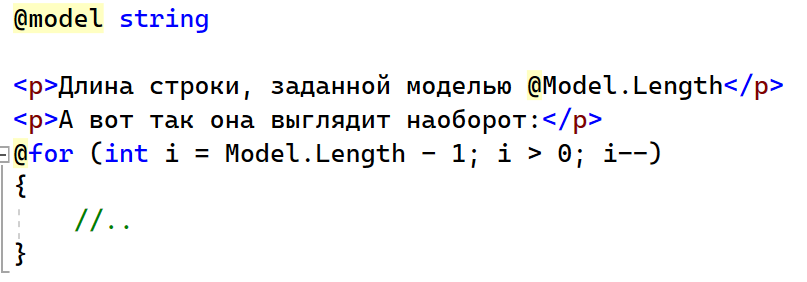 @model string
<p>Длина строки, заданной моделью @Model.Length</p>
<p>А вот так она выглядит наоборот:</p>
@for (int i = Model.Length - 1; i > 0; i--)
{
    //..
}